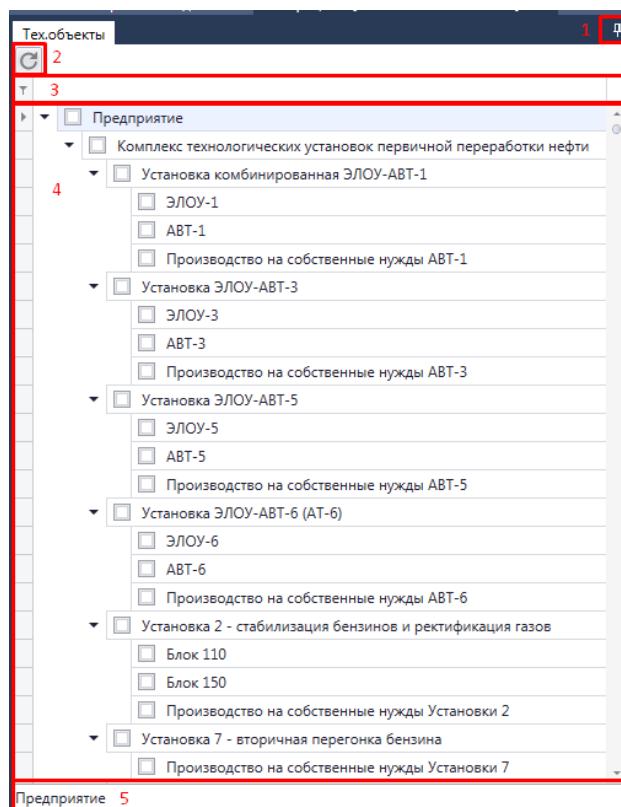 Тех.объекты 1
2
3
Предприятие
Комплекс технологических установок первичной переработки нефти
Установка комбинированная ЭЛОУ-АВТ-1
4
ЭЛОУ-1
АВТ-1
Производство на собственные нужды АВТ-1
Установка ЭЛОУ-АВТ-3
ЭЛОУ-3
АВТ-3
Производство на собственные нужды АВТ-3
Установка ЭЛОУ-АВТ-5
ЭЛОУ-5
АВТ-5
Производство на собственные нужды АВТ-5
Установка ЭЛОУ-АВТ-6 (АТ-6)
ЭЛОУ-6
АВТ-6
Производство на собственные нужды АВТ-6
Установка 2 - стабилизация бензинов и ректификация газов
Блок 110
Блок 150
Производство на собственные нужды Установки 2
Установка 7 - вторичная перегонка бензина
Производство на собственные нужды Установки 7
Предприятие 5